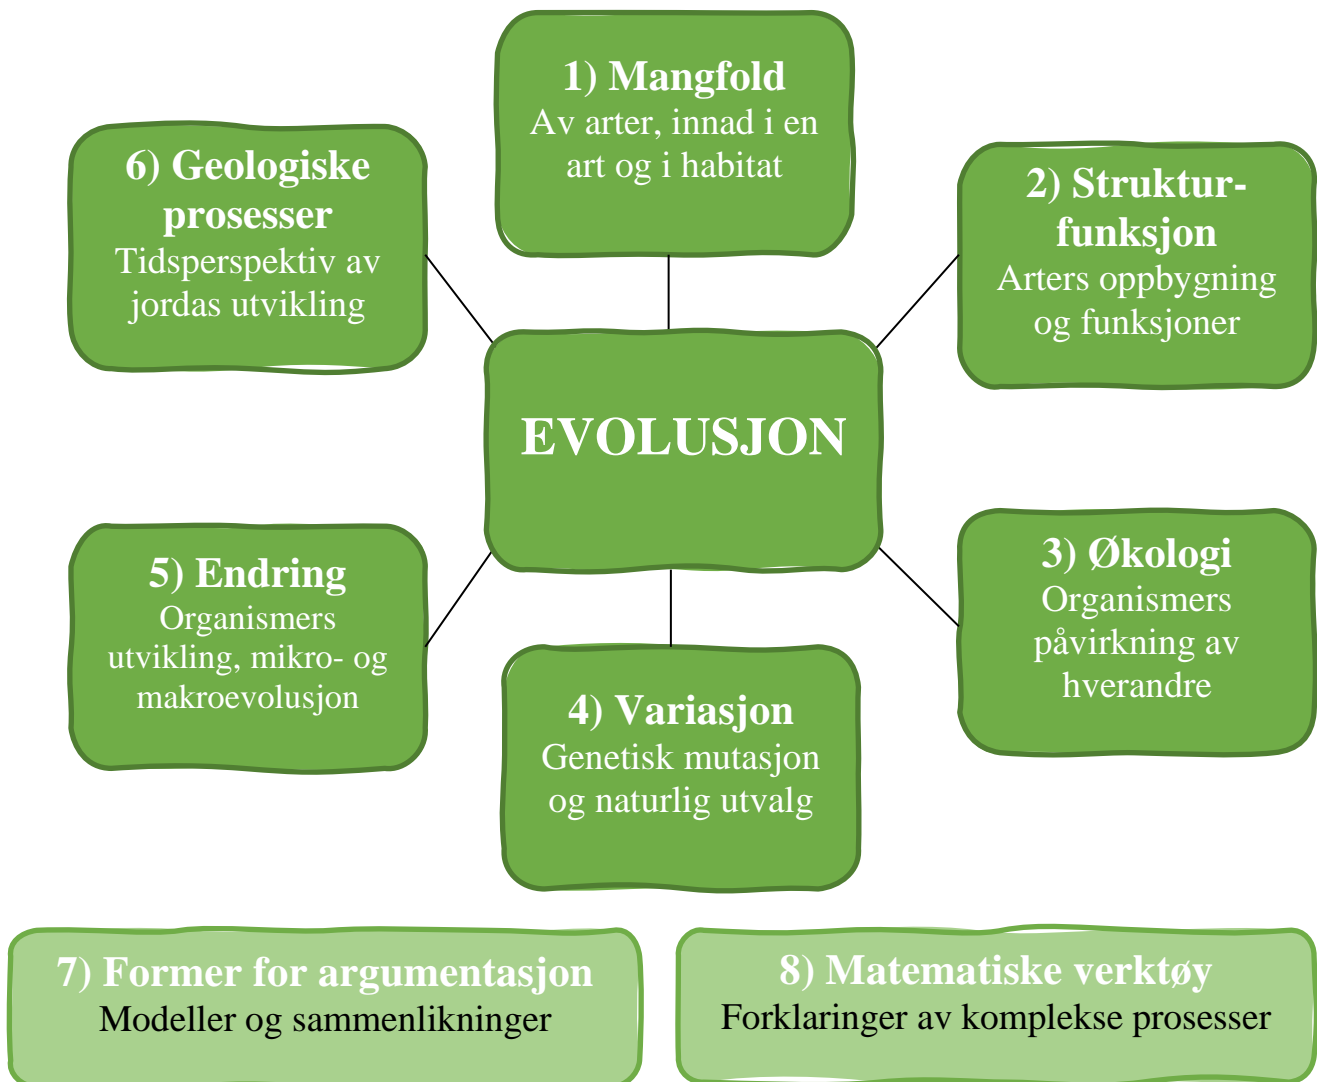 1) Mangfold
Av arter, innad i en
art og i habitat
2) Struktur-
funksjon
Arters oppbygning
og funksjoner
3) Økologi
Organismers
påvirkning av
hverandre
4) Variasjon
Genetisk mutasjon
og naturlig utvalg
5) Endring
Organismers
utvikling, mikro- og
makroevolusjon
6) Geologiske
prosesser
Tidsperspektiv av
jordas utvikling
EVOLUSJON
7) Former for argumentasjon
Modeller og sammenlikninger
8) Matematiske verktøy
Forklaringer av komplekse prosesser